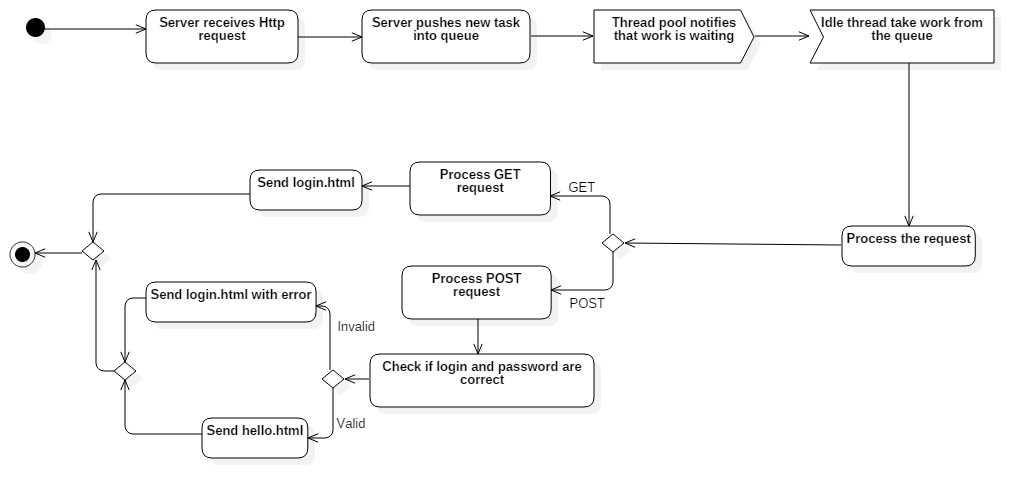 Server receives Http
request
Server pushes new task
into queue
Thread pool notifies
that work is waiting
Idle thread take work from
the queue
Process the request
GET
Process GET
request
Send login.html
POST
Process POST
request
Check if login and password are
correct
Invalid
Send login.html with error
Valid
Send hello.html